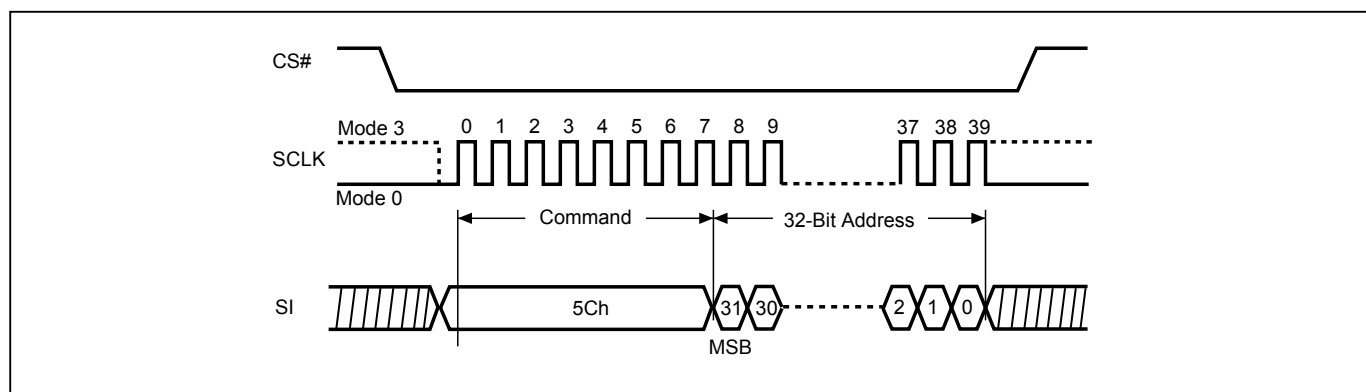 CS#
Mode 3
0 1 2 3 4 5 6 7 8 9 37 38 39
SCLK
Mode 0
Command 32-Bit Address
SI 5Ch 31 30 2 1 0
MSB